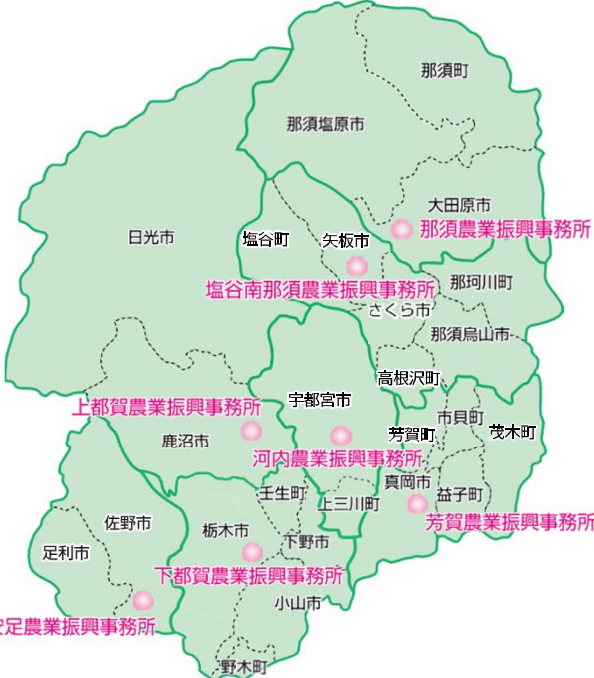 那須町
那須塩原市
大田原市
那須農業振興事務所
日光市
塩谷町
矢板市
塩谷南那須農業振興事務所
那珂川町
さくら市
那須烏山市
高根沢町
宇都宮市
上都賀農業振興事務所
市貝町
茂木町
芳賀町
鹿沼市
河内農業振興事務所
真岡市
壬生町
益子町
上三川町
芳賀農業振興事務所
佐野市
栃木市
下野市
足利市
下都賀農業振興事務所
小山市
安足農業振興事務所
野木町